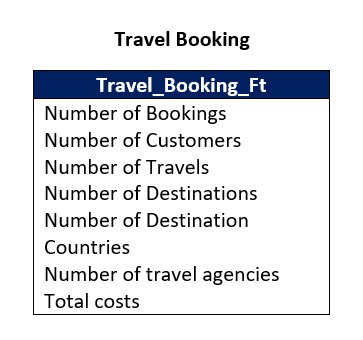 Travel Booking
Travel_Booking_Ft
Number of Bookings
Number of Customers
Number of Travels
Number of Destinations
Number of Destination
Countries
Number of travel agencies
Total costs